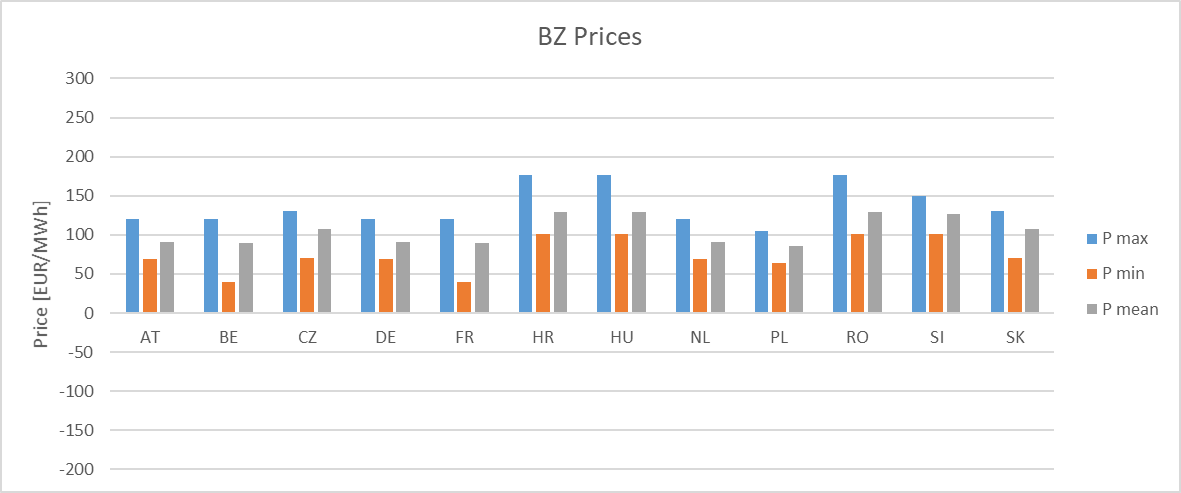 BZ Prices
300
250
200
150
100
50
0
-50
-100
-150
-200
Price [EUR/MWh]
AT BE CZ DE FR HR HU NL PL RO SI SK
P max
P min
P mean